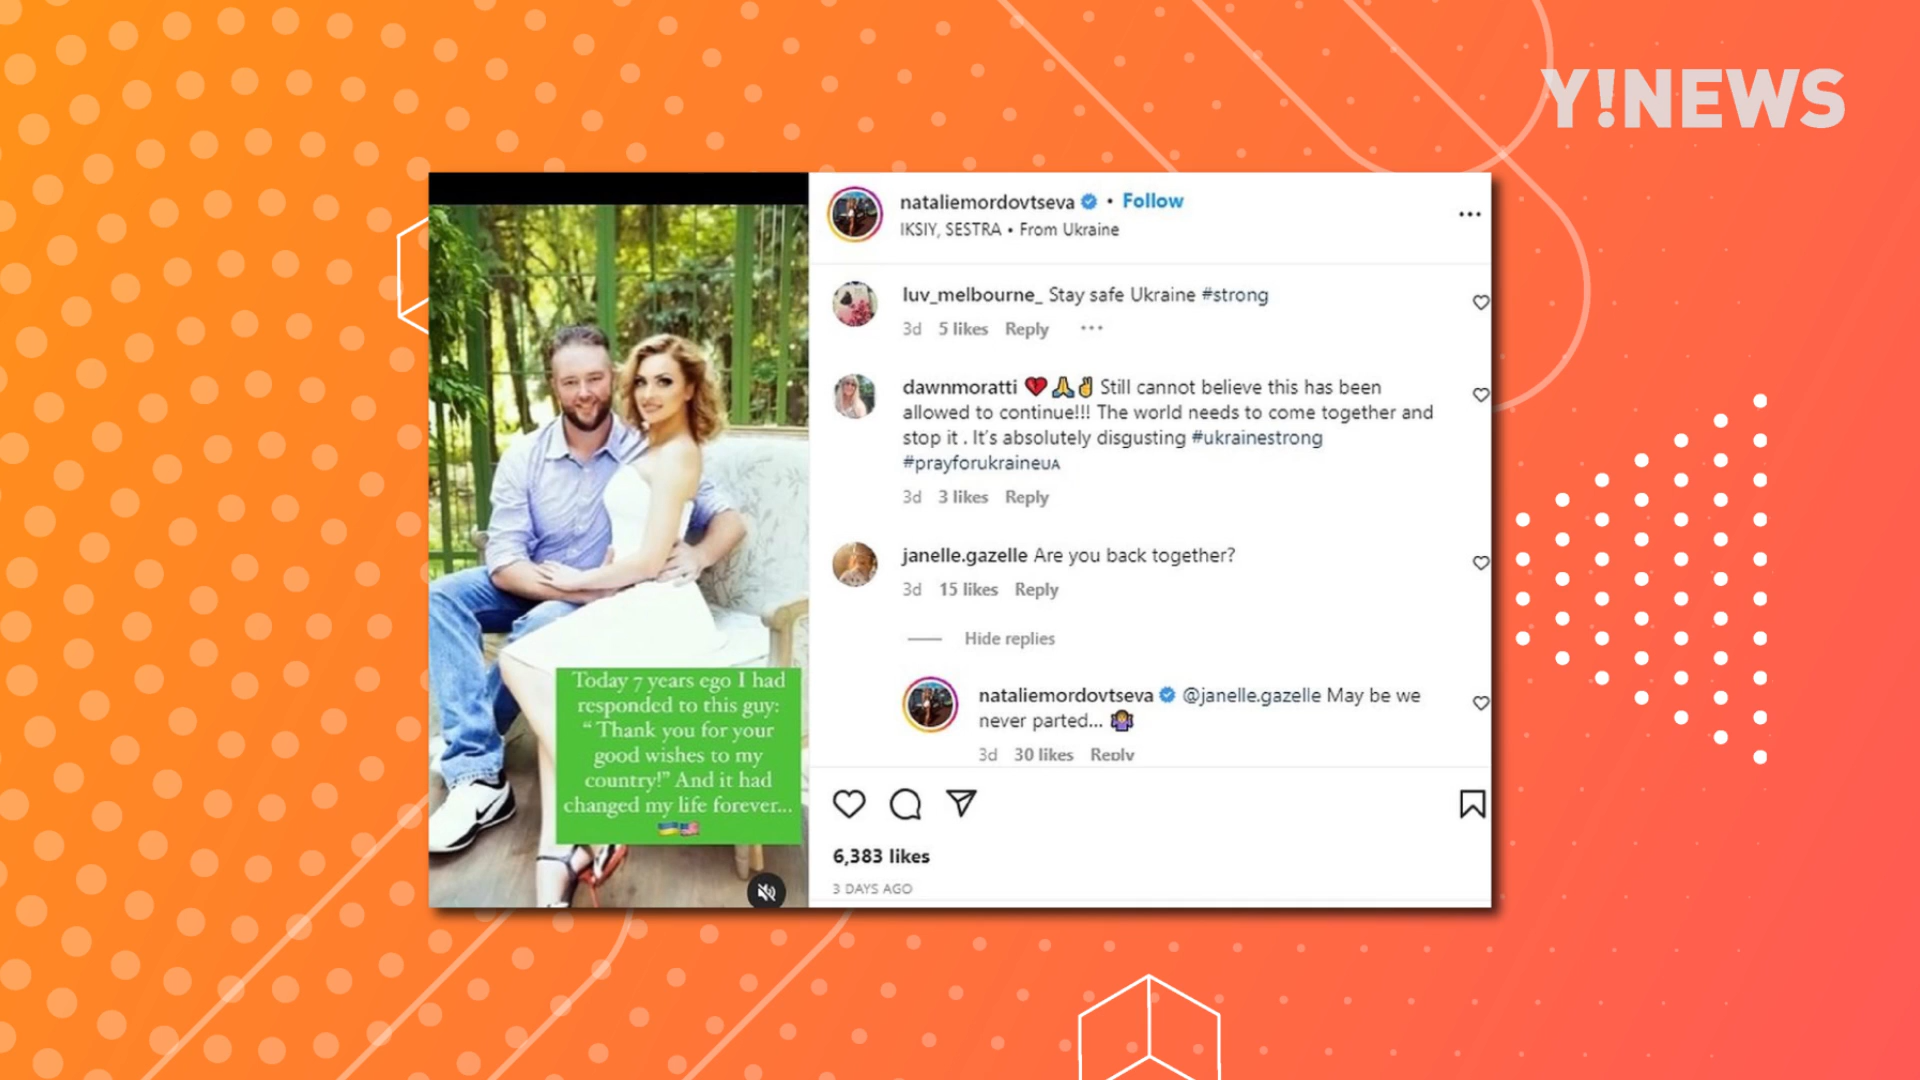 Y!NEWS
nataliemordovtseva • Follow
IKSIY, SESTRA • From Ukraine
luv_melbourne_ Stay safe Ukraine #strong
3d 5 likes Reply
dawnmoratti 💔🙏✌ Still cannot believe this has been
allowed to continue!!! The world needs to come together and
stop it . It's absolutely disgusting #ukrainestrong
#prayforukraineᴜᴀ
3d 3 likes Reply
janelle.gazelle Are you back together?
3d 15 likes Reply
Hide replies
nataliemordovtseva @janelle.gazelle May be we
never parted... 🤷🏽‍♀️
3d 30 likes Reply
6,383 likes
3 DAYS AGO
Today 7 years ego I had
responded to this guy:
“ Thank you for your
good wishes to my
country!” And it had
changed my life forever...
🇺🇦🇺🇸